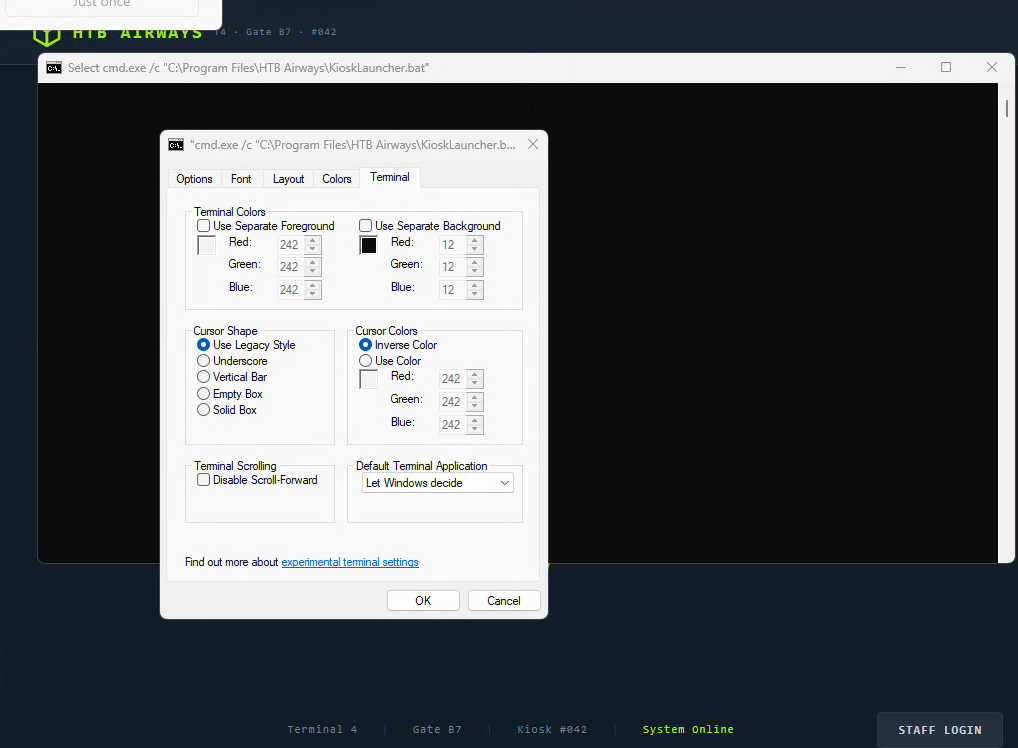 Just once
HTB AIRWAYS T4 · Gate B7 · #042
Select cmd.exe /c "C:\Program Files\HTB Airways\KioskLauncher.bat"
"cmd.exe /c "C:\Program Files\HTB Airways\KioskLauncher.b...
Options Font Layout Colors Terminal
Terminal Colors
Use Separate Foreground Use Separate Background
Red: 242 Red: 12
Green: 242 Green: 12
Blue: 242 Blue: 12
Cursor Shape Cursor Colors
Use Legacy Style Inverse Color
Underscore Use Color
Vertical Bar Red: 242
Empty Box Green: 242
Solid Box Blue: 242
Terminal Scrolling Default Terminal Application
Disable Scroll-Forward Let Windows decide
Find out more about experimental terminal settings
OK Cancel
Terminal 4 | Gate B7 | Kiosk #042 | System Online
STAFF LOGIN